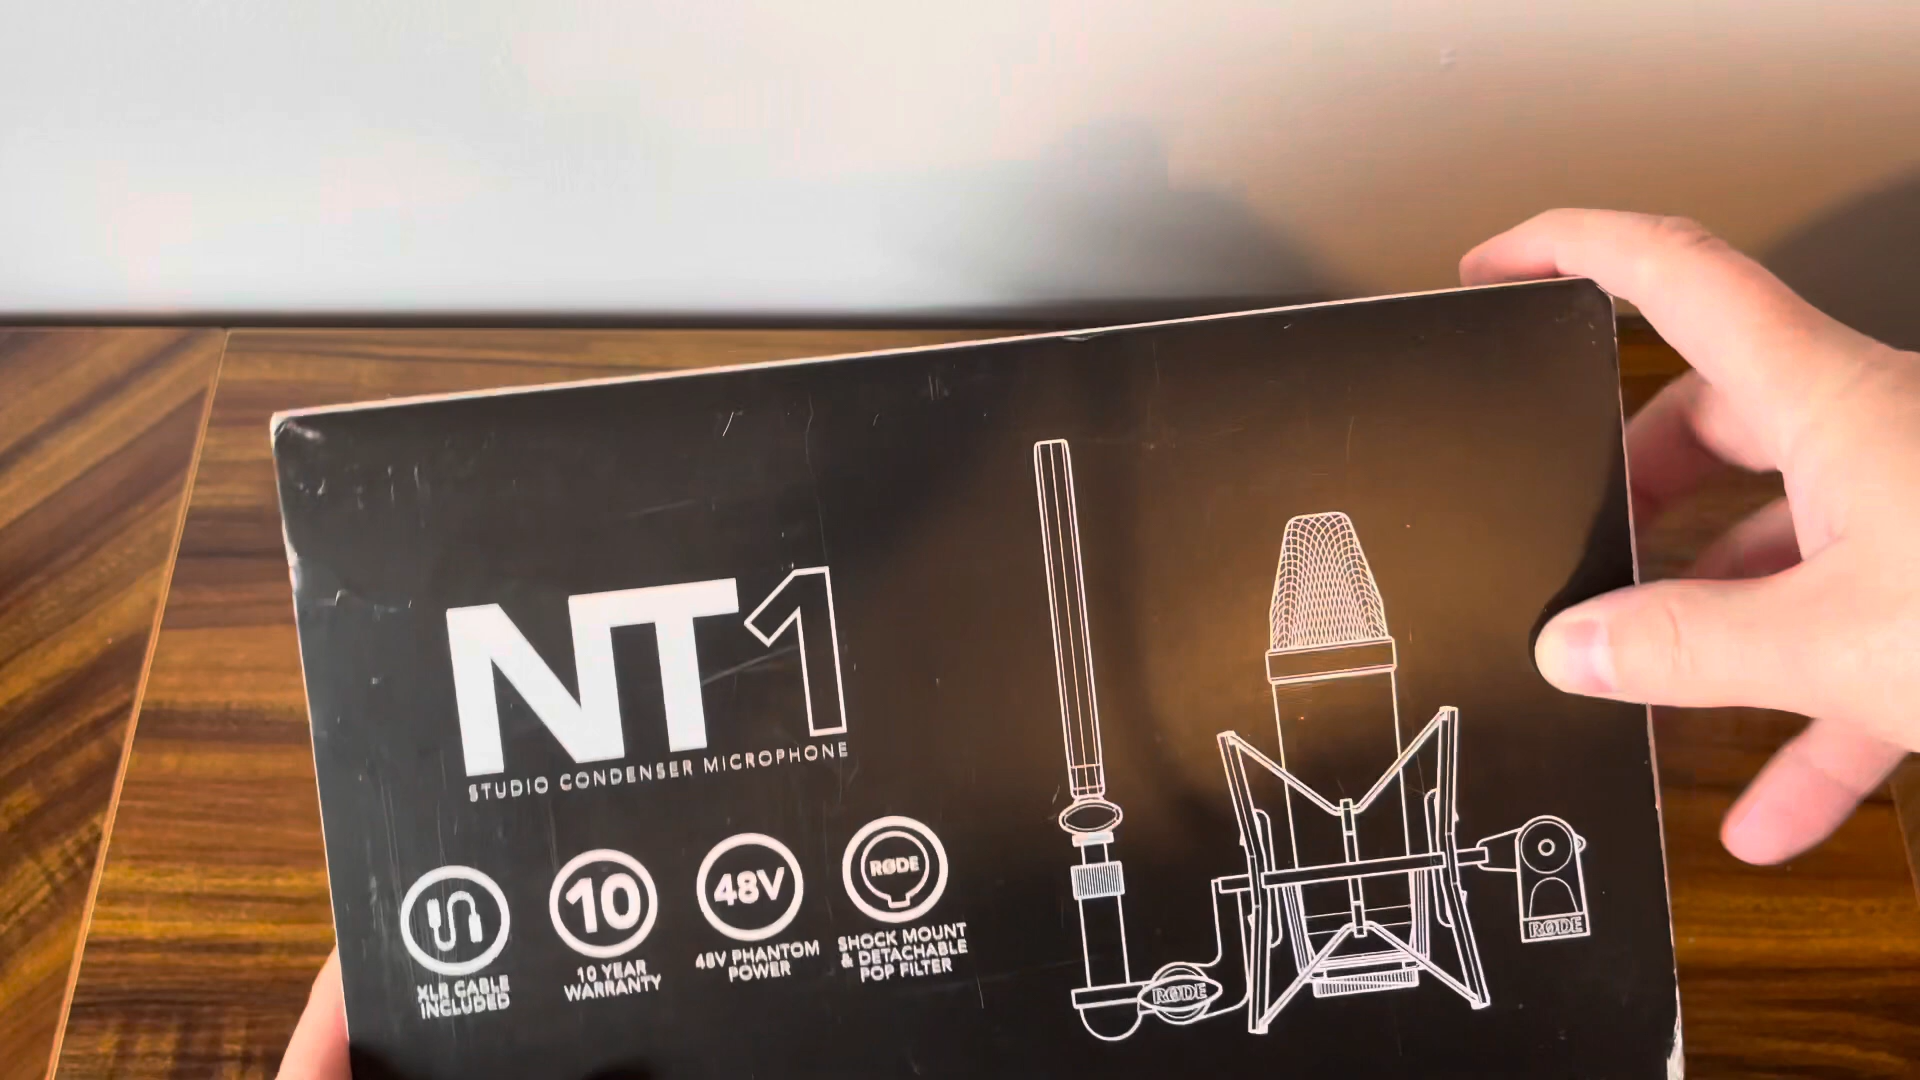 NT1
STUDIO CONDENSER MICROPHONE
10
48V
RØDE
XLR CABLE
INCLUDED
10 YEAR
WARRANTY
48V PHANTOM
POWER
SHOCK MOUNT
& DETACHABLE
POP FILTER
RØDE
RØDE